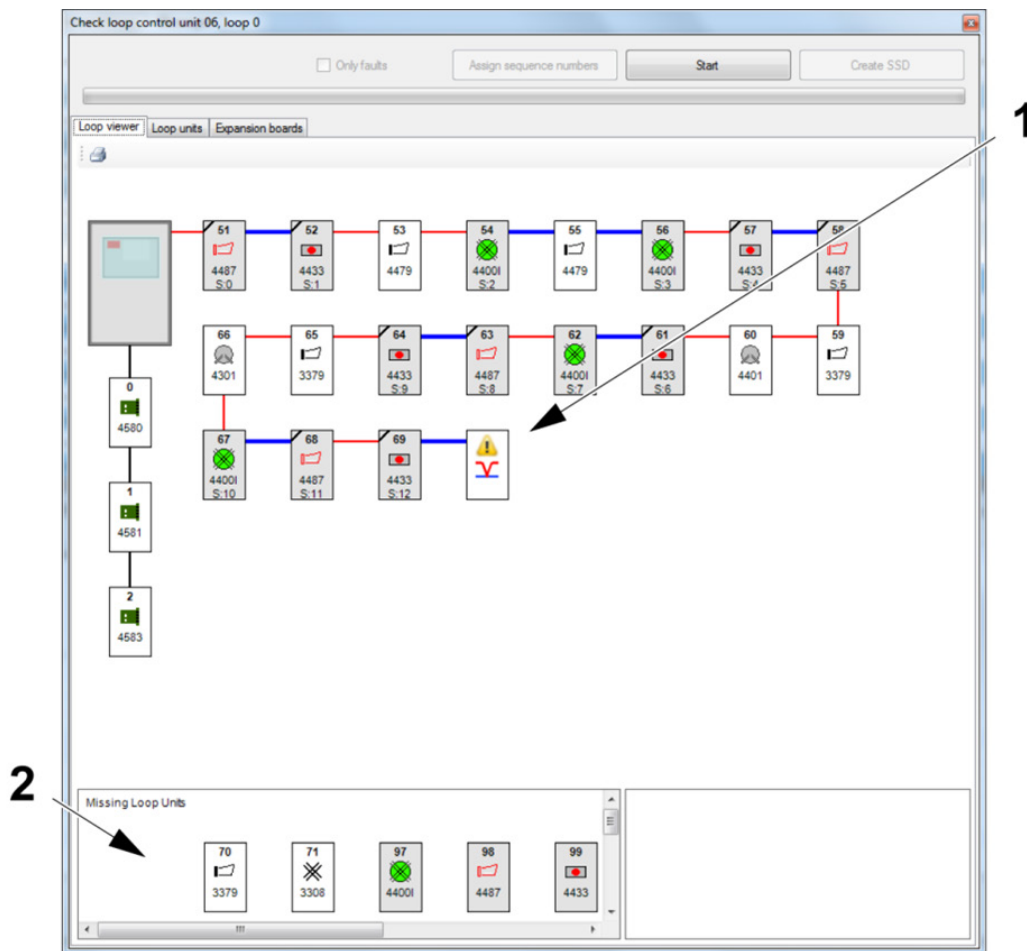 Check loop control unit 06, loop 0
Only faults
Assign sequence numbers
Start
Create SSD
1
Loop viewer
Loop units
Expansion boards
51 52 53 54 55 56 57 58
4487 4433 4479 4400I 4479 4400I 4433 4487
S:0 S:1 S:2 S:3 S:4 S:5
66 65 64 63 62 61 60 59
4301 3379 4433 4487 4400I 4433 4401 3379
S:9 S:8 S:7 S:6
0
4580
67 68 69
4400I 4487 4433
S:10 S:11 S:12
1
4581
2
4583
2
Missing Loop Units
70 71 97 98 99
3379 3308 4400I 4487 4433